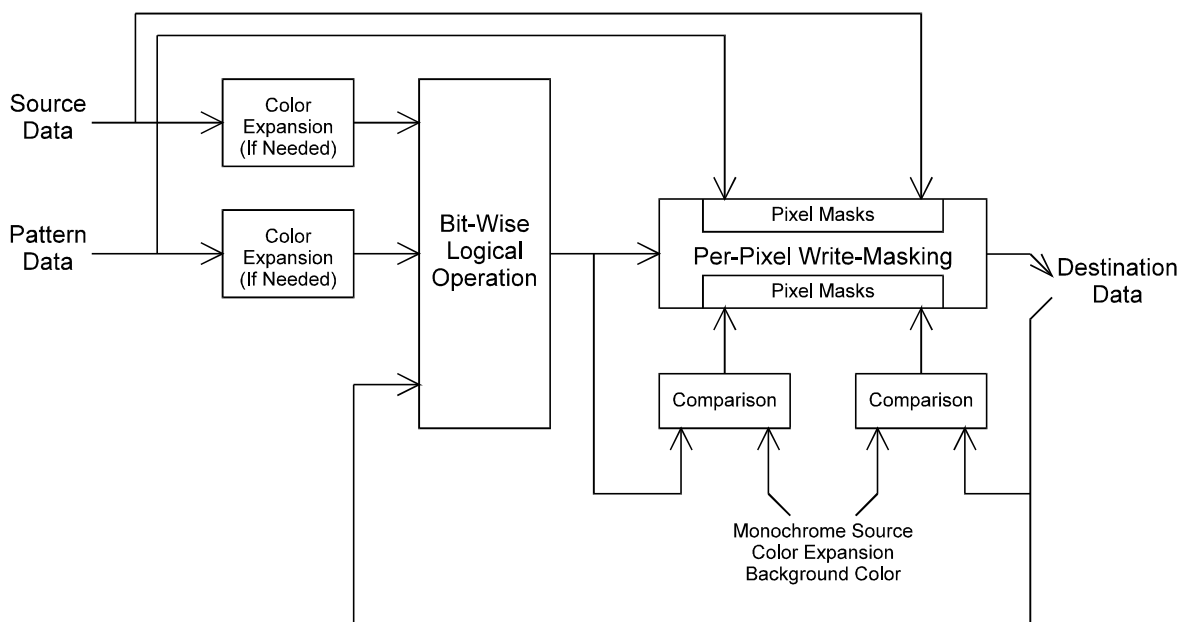 Source
Data
Color
Expansion
(If Needed)
Pattern
Data
Color
Expansion
(If Needed)
Bit-Wise
Logical
Operation
Pixel Masks
Per-Pixel Write-Masking
Pixel Masks
Destination
Data
Comparison
Comparison
Monochrome Source
Color Expansion
Background Color